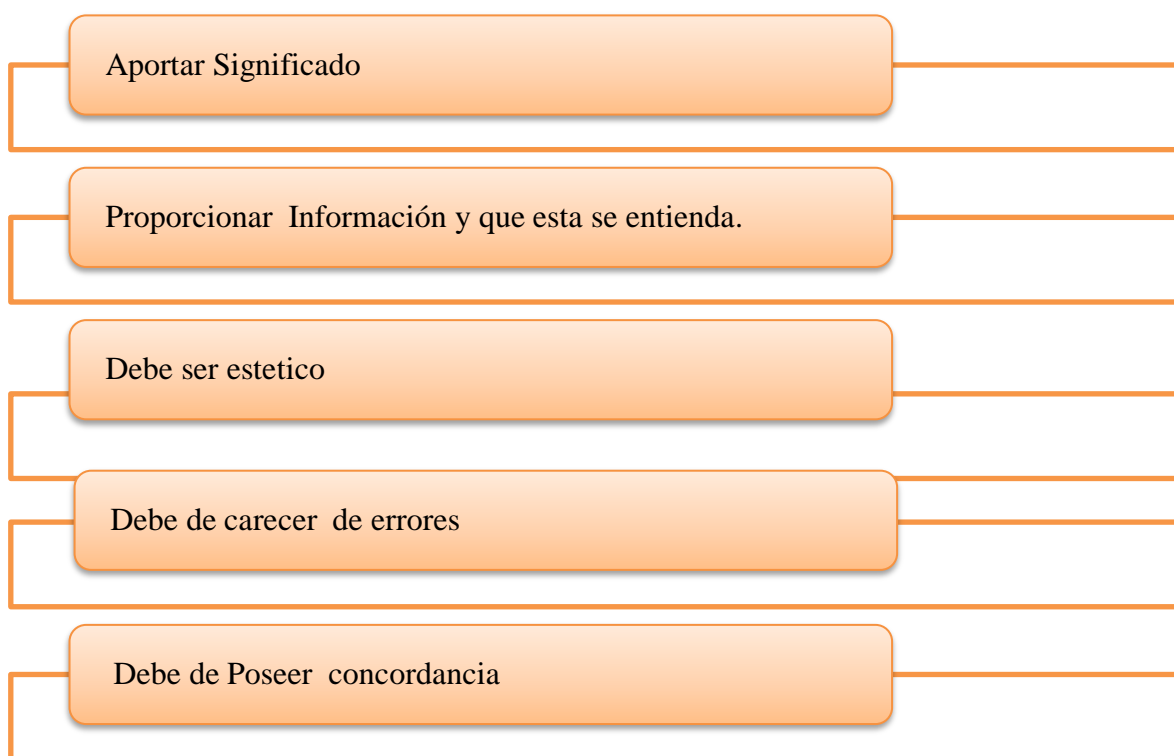 Aportar Significado
Proporcionar Información y que esta se entienda.
Debe ser estetico
Debe de carecer de errores
Debe de Poseer concordancia